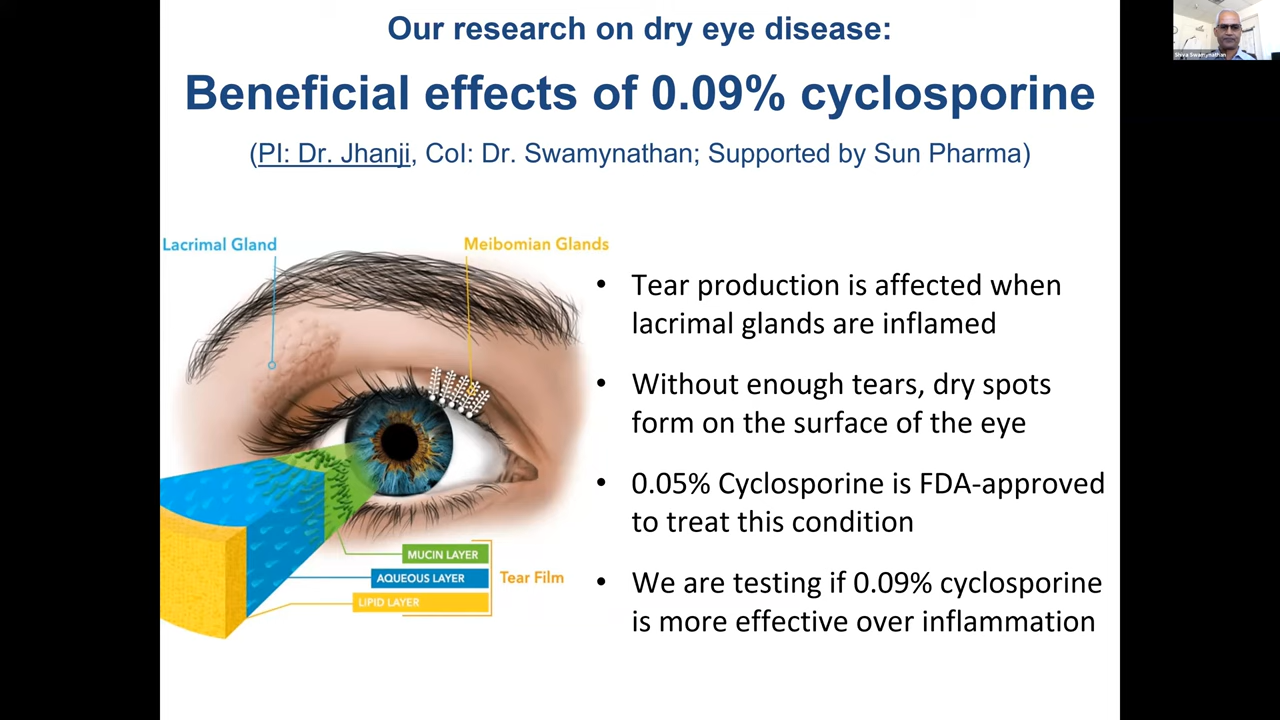 Our research on dry eye disease:
Beneficial effects of 0.09% cyclosporine
(PI: Dr. Jhanji, CoI: Dr. Swamynathan; Supported by Sun Pharma)
Shiva Swamynathan
Lacrimal Gland
Meibomian Glands
MUCIN LAYER
AQUEOUS LAYER
LIPID LAYER
Tear Film
• Tear production is affected when
lacrimal glands are inflamed
• Without enough tears, dry spots
form on the surface of the eye
• 0.05% Cyclosporine is FDA-approved
to treat this condition
• We are testing if 0.09% cyclosporine
is more effective over inflammation